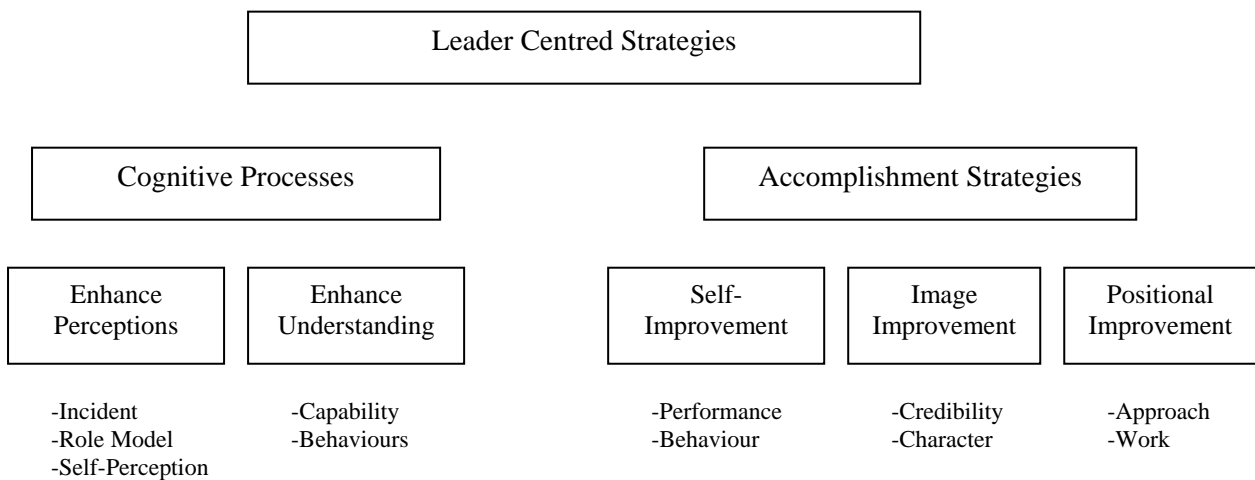 Leader Centred Strategies
Cognitive Processes
Accomplishment Strategies
Enhance
Perceptions
Enhance
Understanding
Self-
Improvement
Image
Improvement
Positional
Improvement
-Incident
-Role Model
-Self-Perception
-Capability
-Behaviours
-Performance
-Behaviour
-Credibility
-Character
-Approach
-Work